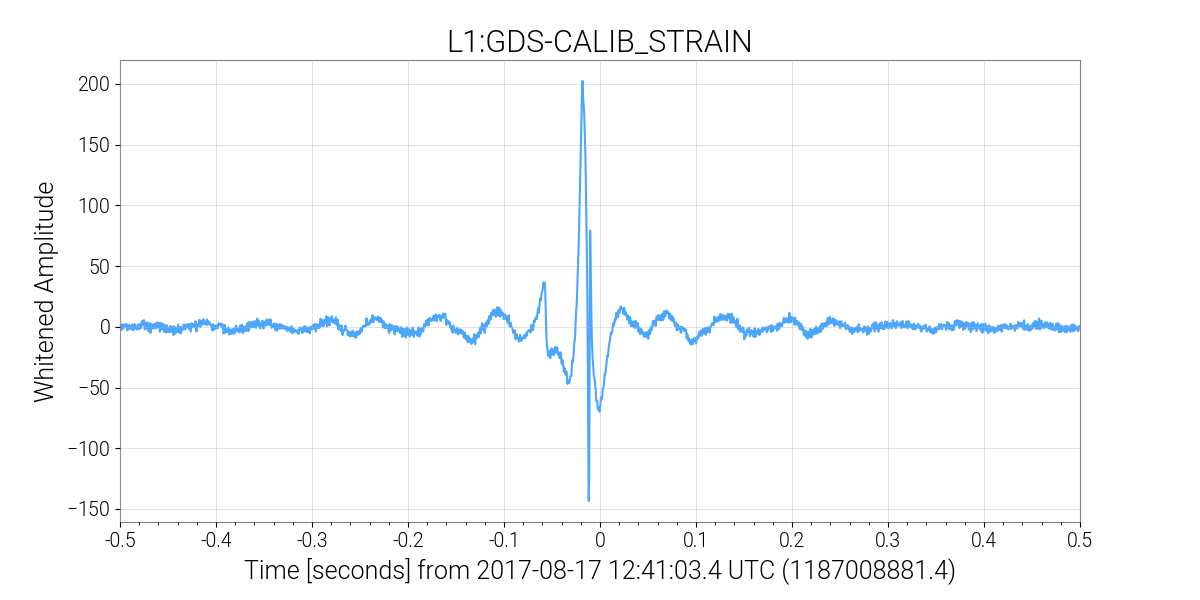 L1:GDS-CALIB_STRAIN
Whitened Amplitude
200
150
100
50
0
−50
−100
−150
-0.5 -0.4 -0.3 -0.2 -0.1 0 0.1 0.2 0.3 0.4 0.5
Time [seconds] from 2017-08-17 12:41:03.4 UTC (1187008881.4)